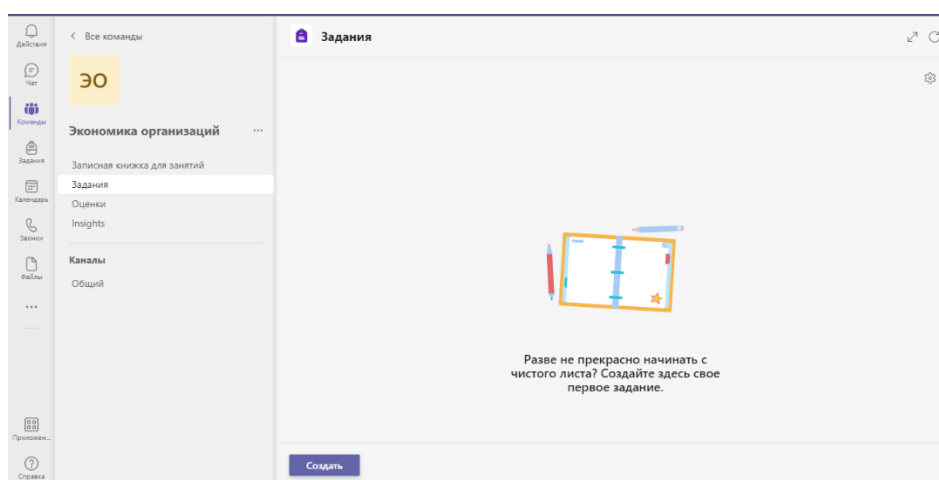 Действия
Чат
Команды
Задания
Календарь
Звонки
Файлы
Приложен...
Справка
Все команды
ЭО
Экономика организаций
Записная книжка для занятий
Задания
Оценки
Insights
Каналы
Общий
Задания
Разве не прекрасно начинать с
чистого листа? Создайте здесь свое
первое задание.
Создать